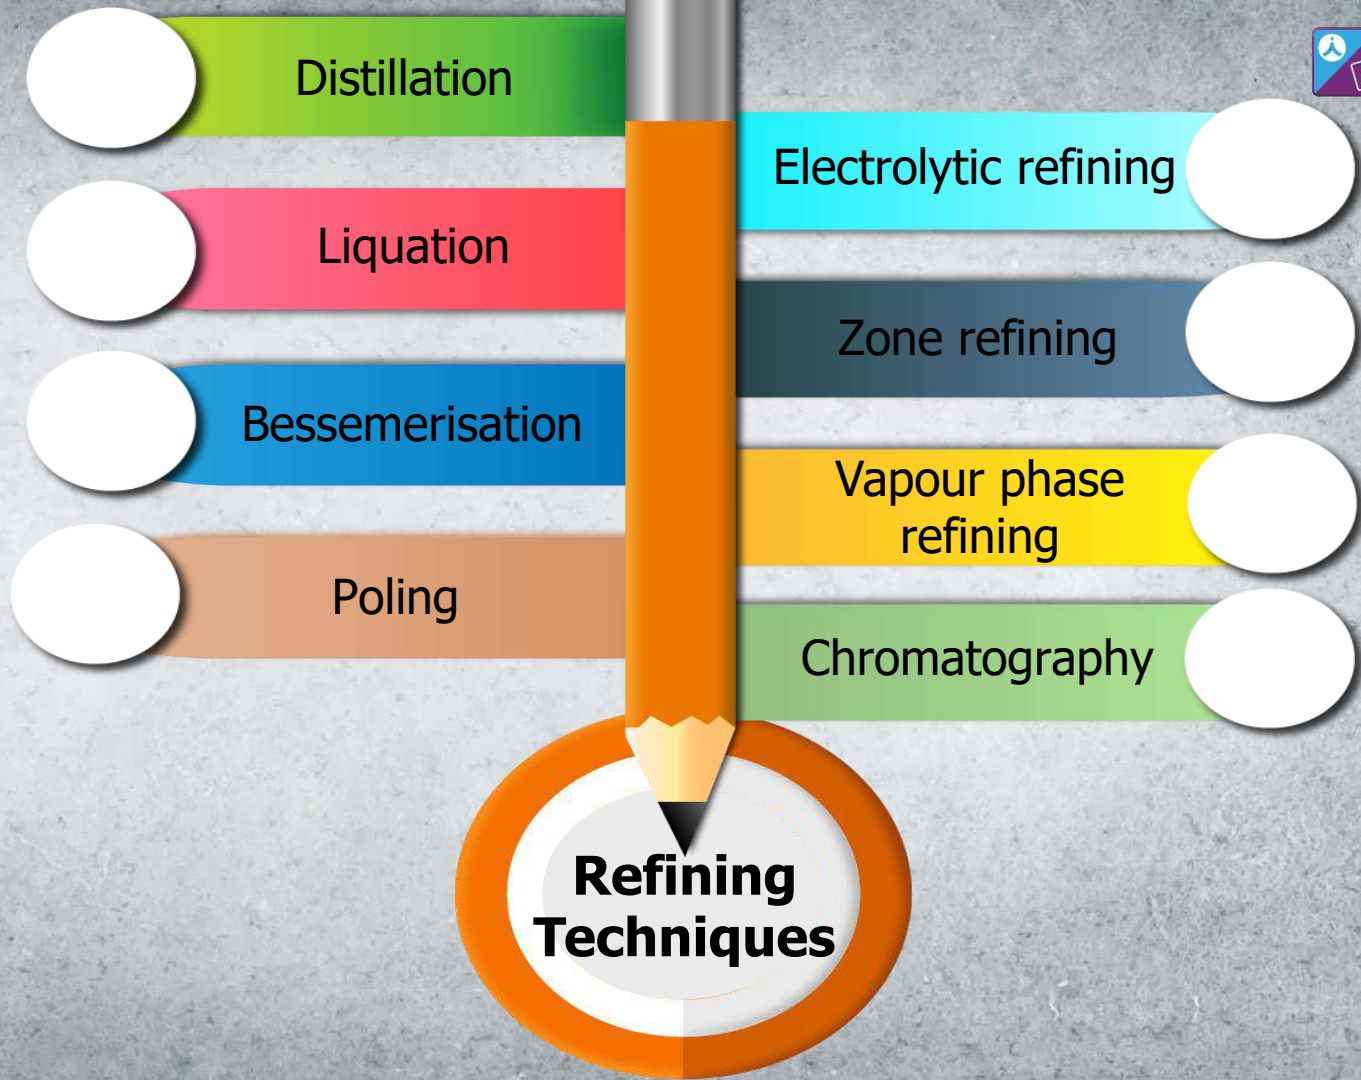 Distillation
Liquation
Bessemerisation
Poling
Electrolytic refining
Zone refining
Vapour phase
refining
Chromatography
Refining
Techniques